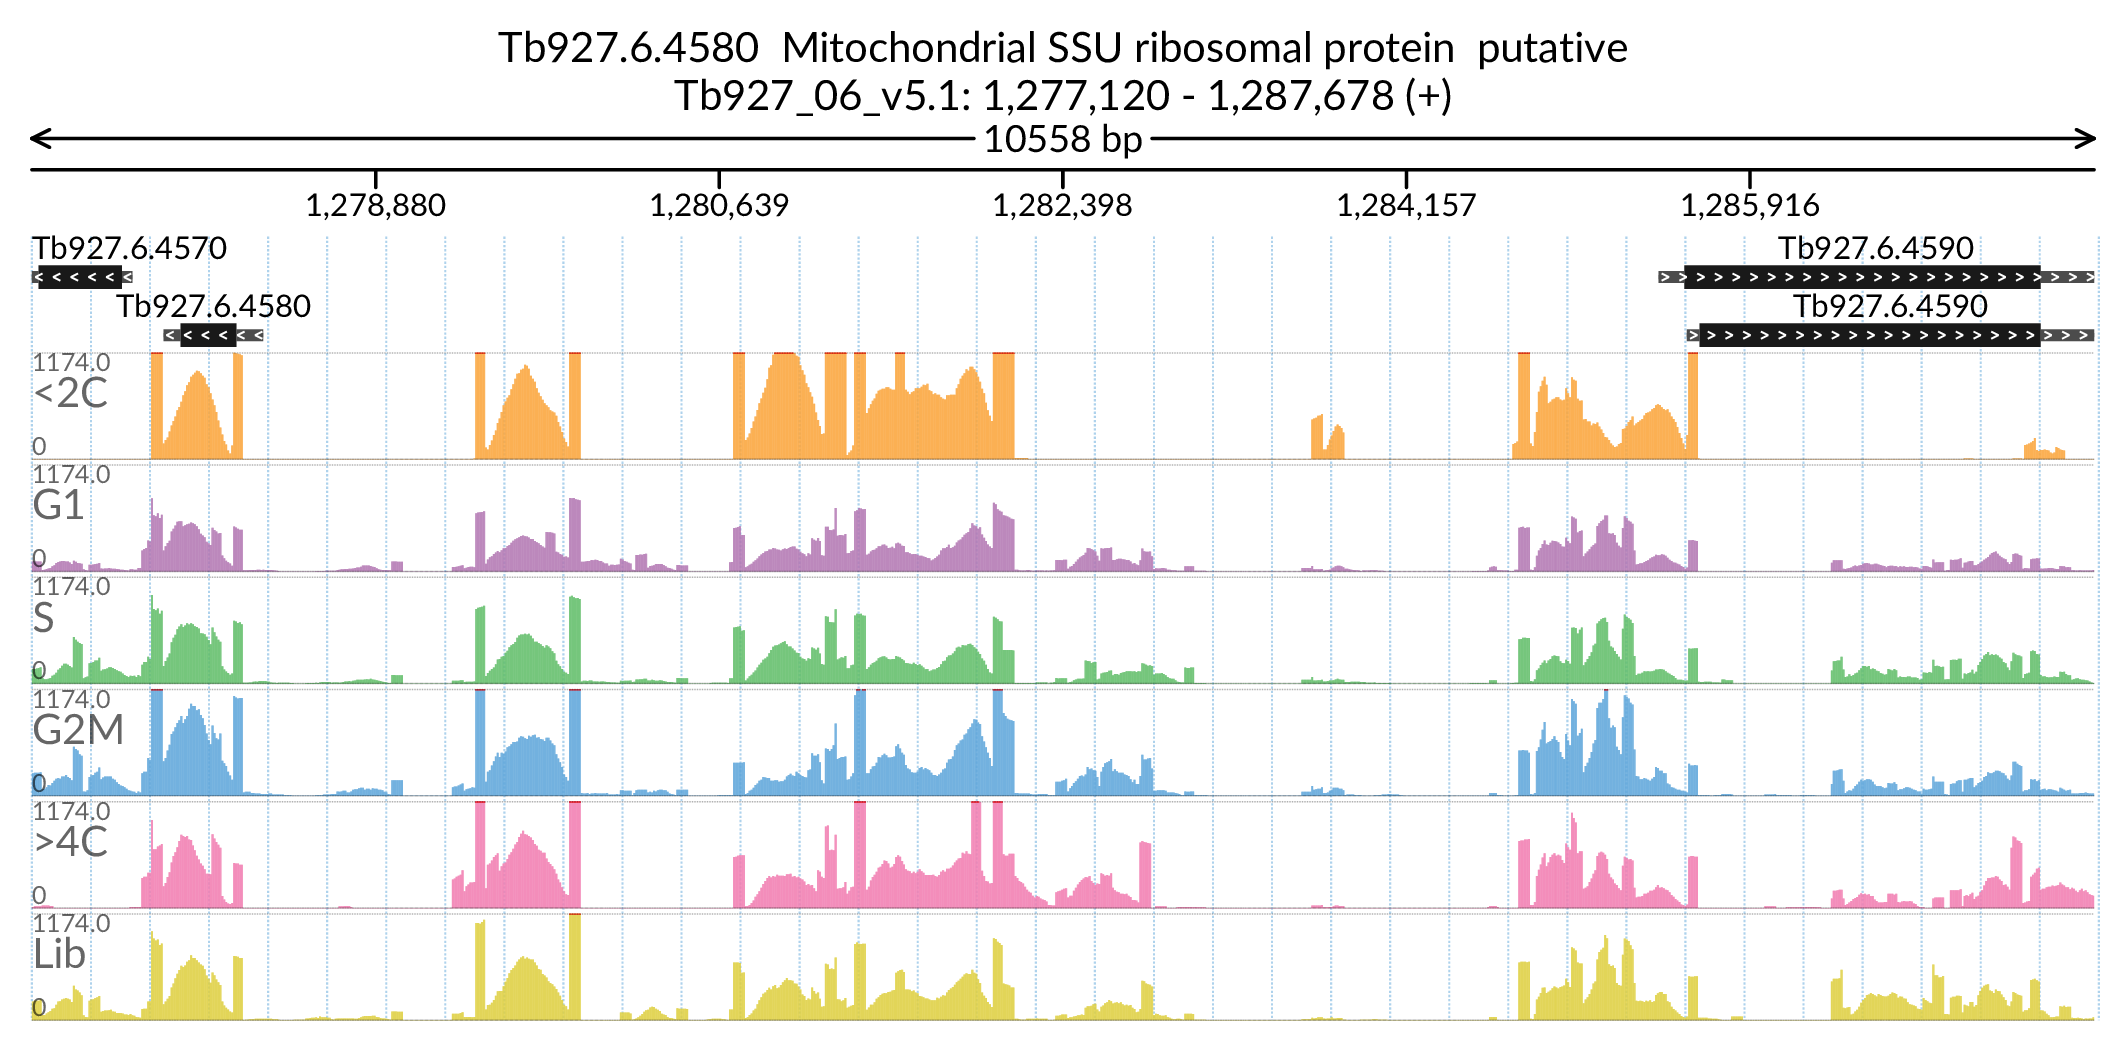 Tb927.6.4580  Mitochondrial SSU ribosomal protein  putative
Tb927_06_v5.1: 1,277,120 - 1,287,678 (+)
10558 bp
1,278,880 1,280,639 1,282,398 1,284,157 1,285,916
Tb927.6.4570 Tb927.6.4590
Tb927.6.4580 Tb927.6.4590
1174.0
<2C
0
1174.0
G1
0
1174.0
S
0
1174.0
G2M
0
1174.0
>4C
0
1174.0
Lib
0